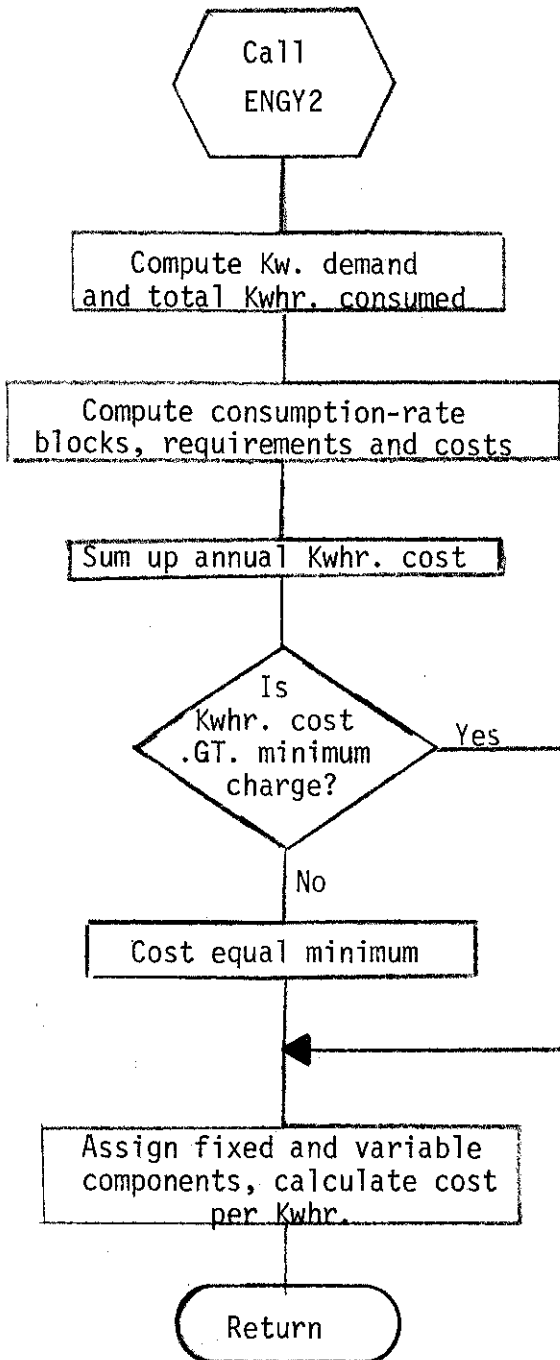 Call
ENGY2
Compute Kw. demand
and total Kwhr. consumed
Compute consumption-rate
blocks, requirements and costs
Sum up annual Kwhr. cost
Is
Kwhr. cost
.GT. minimum
charge?
Yes
No
Cost equal minimum
Assign fixed and variable
components, calculate cost
per Kwhr.
Return